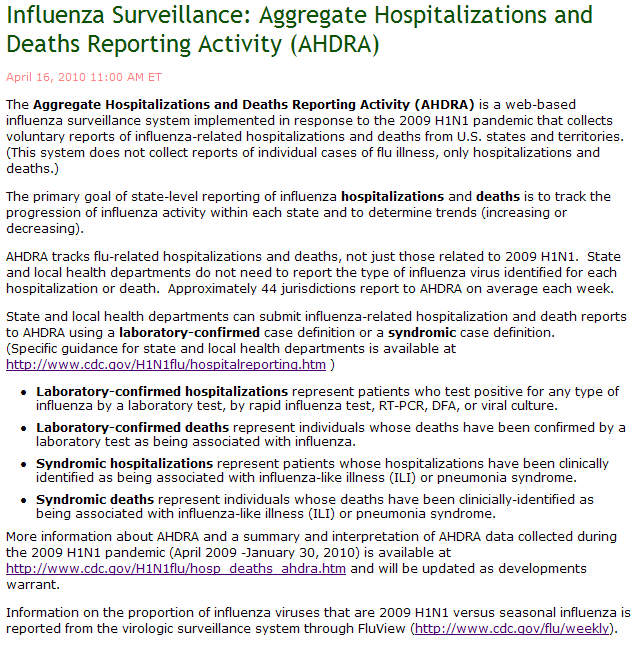 Influenza Surveillance: Aggregate Hospitalizations and
Deaths Reporting Activity (AHDRA)
April 16, 2010 11:00 AM ET
The Aggregate Hospitalizations and Deaths Reporting Activity (AHDRA) is a web-based
influenza surveillance system implemented in response to the 2009 H1N1 pandemic that collects
voluntary reports of influenza-related hospitalizations and deaths from U.S. states and territories.
(This system does not collect reports of individual cases of flu illness, only hospitalizations and
deaths.)
The primary goal of state-level reporting of influenza hospitalizations and deaths is to track the
progression of influenza activity within each state and to determine trends (increasing or
decreasing).
AHDRA tracks flu-related hospitalizations and deaths, not just those related to 2009 H1N1. State
and local health departments do not need to report the type of influenza virus identified for each
hospitalization or death. Approximately 44 jurisdictions report to AHDRA on average each week.
State and local health departments can submit influenza-related hospitalization and death reports
to AHDRA using a laboratory-confirmed case definition or a syndromic case definition.
(Specific guidance for state and local health departments is available at
http://www.cdc.gov/H1N1flu/hospitalreporting.htm )
• Laboratory-confirmed hospitalizations represent patients who test positive for any type of
influenza by a laboratory test, by rapid influenza test, RT-PCR, DFA, or viral culture.
• Laboratory-confirmed deaths represent individuals whose deaths have been confirmed by a
laboratory test as being associated with influenza.
• Syndromic hospitalizations represent patients whose hospitalizations have been clinically
identified as being associated with influenza-like illness (ILI) or pneumonia syndrome.
• Syndromic deaths represent individuals whose deaths have been clinicially-identified as
being associated with influenza-like illness (ILI) or pneumonia syndrome.
More information about AHDRA and a summary and interpretation of AHDRA data collected during
the 2009 H1N1 pandemic (April 2009 -January 30, 2010) is available at
http://www.cdc.gov/H1N1flu/hosp_deaths_ahdra.htm and will be updated as developments
warrant.
Information on the proportion of influenza viruses that are 2009 H1N1 versus seasonal influenza is
reported from the virologic surveillance system through FluView (http://www.cdc.gov/flu/weekly).